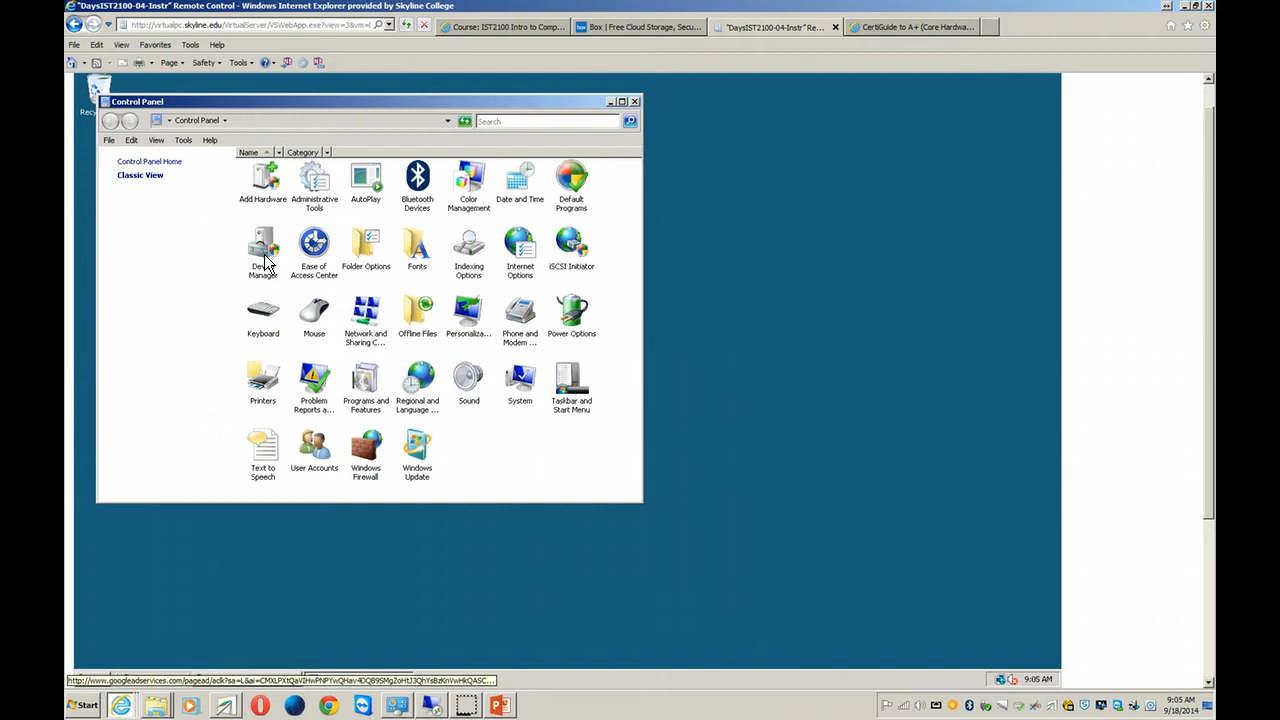 "DaysIST2100-04-Instr" Remote Control - Windows Internet Explorer provided by Skyline College
http://virtualpc.skyline.edu/VirtualServer/VSWebApp.exe?view=3&vm=
Course: IST2100 Intro to Comp...
Box | Free Cloud Storage, Secu...
"DaysIST2100-04-Instr" Re...
CertiGuide to A+ (Core Hardwa...
File Edit View Favorites Tools Help
Page Safety Tools
Control Panel
Control Panel
Search
File Edit View Tools Help
Name Category
Control Panel Home
Classic View
Add Hardware
Administrative Tools
AutoPlay
Bluetooth Devices
Color Management
Date and Time
Default Programs
Manager
Ease of Access Center
Folder Options
Fonts
Indexing Options
Internet Options
iSCSI Initiator
Keyboard
Mouse
Network and Sharing C...
Offline Files
Personaliza...
Phone and Modem ...
Power Options
Printers
Problem Reports a...
Programs and Features
Regional and Language ...
Sound
System
Taskbar and Start Menu
Text to Speech
User Accounts
Windows Firewall
Windows Update
9:05 AM
Start
9:05 AM
9/18/2014